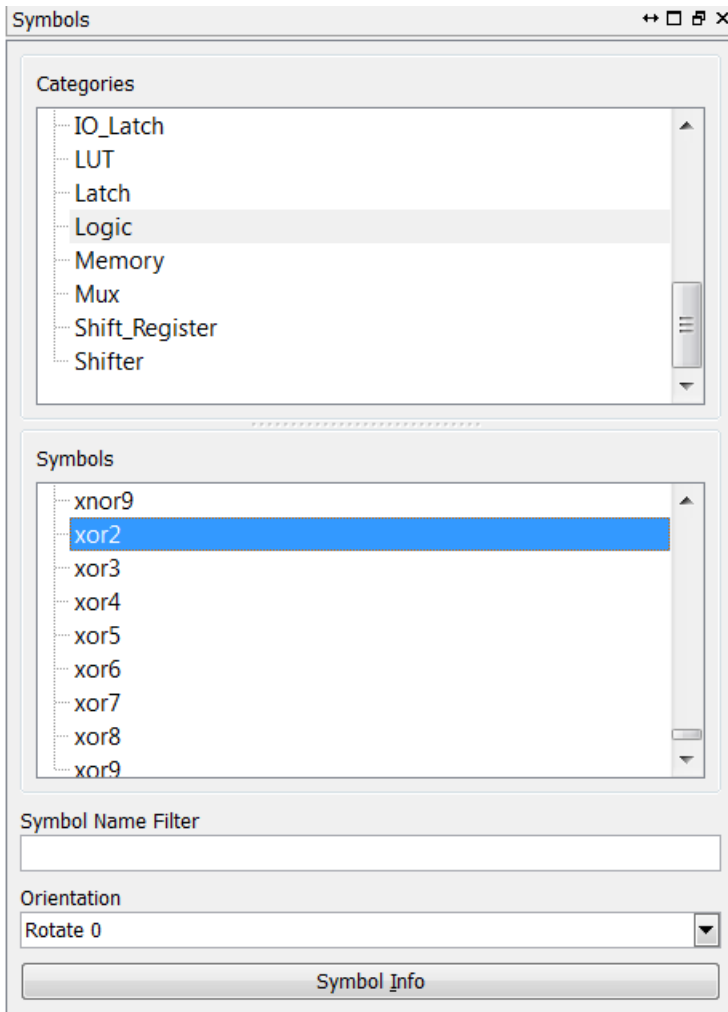 Symbols
Categories
IO_Latch
LUT
Latch
Logic
Memory
Mux
Shift_Register
Shifter
Symbols
xnor9
xor2
xor3
xor4
xor5
xor6
xor7
xor8
xor9
Symbol Name Filter
Orientation
Rotate 0
Symbol Info